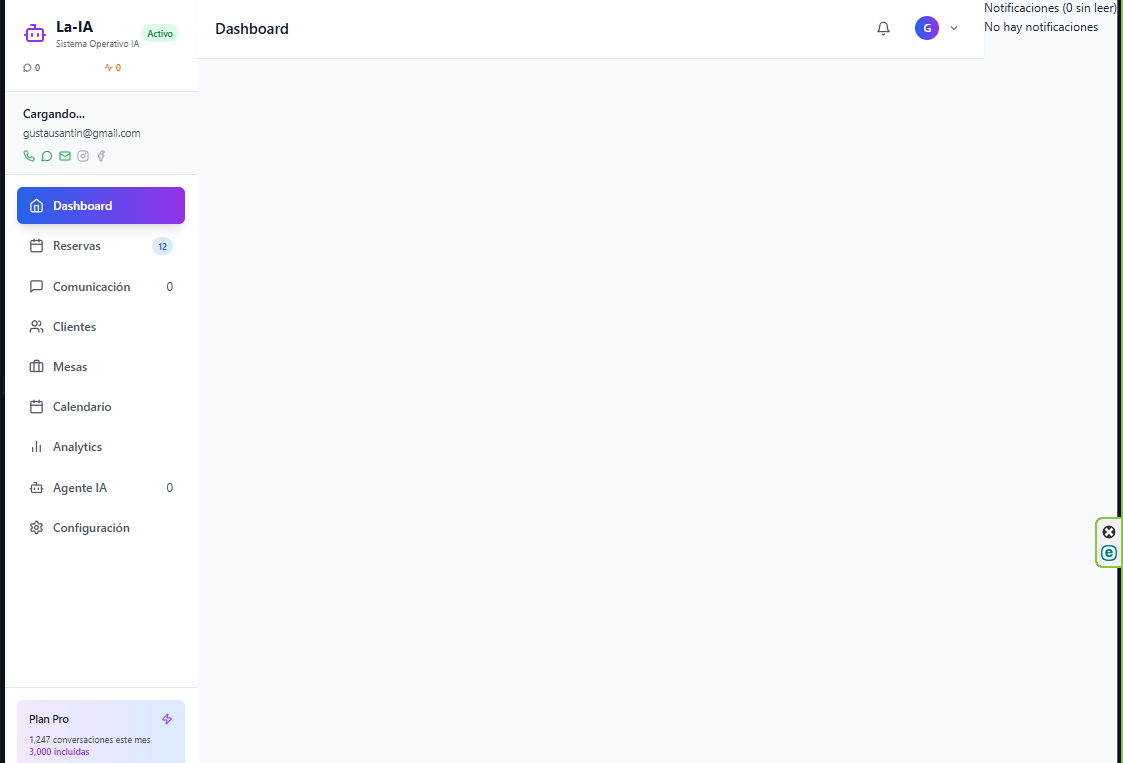 La-IA
Sistema Operativo IA
Activo
0
0
Cargando...
gustausantin@gmail.com
Dashboard
Reservas
12
Comunicación
0
Clientes
Mesas
Calendario
Analytics
Agente IA
0
Configuración
Plan Pro
1,247 conversaciones este mes
3,000 incluidas
Dashboard
G
Notificaciones (0 sin leer)
No hay notificaciones
e